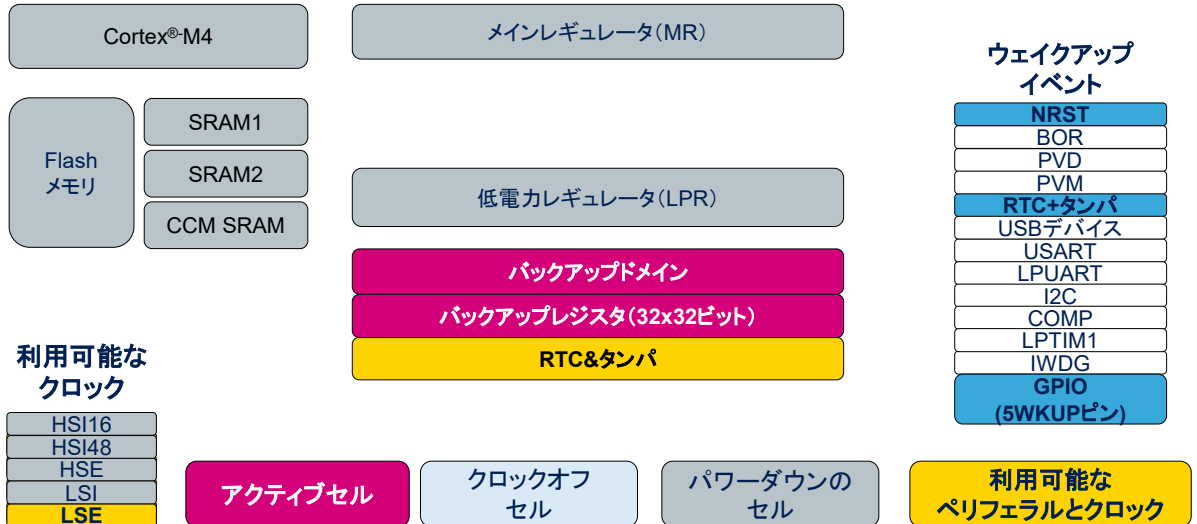 Cortex®-M4
メインレギュレータ（MR）
Flash
メモリ
SRAM1
SRAM2
CCM SRAM
低電力レギュレータ（LPR）
バックアップドメイン
バックアップレジスタ（32x32ビット）
RTC&タンパ
ウェイクアップ
イベント
NRST
BOR
PVD
PVM
RTC+タンパ
USBデバイス
USART
LPUART
I2C
COMP
LPTIM1
IWDG
GPIO
(5WKUPピン)
利用可能な
クロック
HSI16
HSI48
HSE
LSI
LSE
アクティブセル
クロックオフ
セル
パワーダウンの
セル
利用可能な
ペリフェラルとクロック